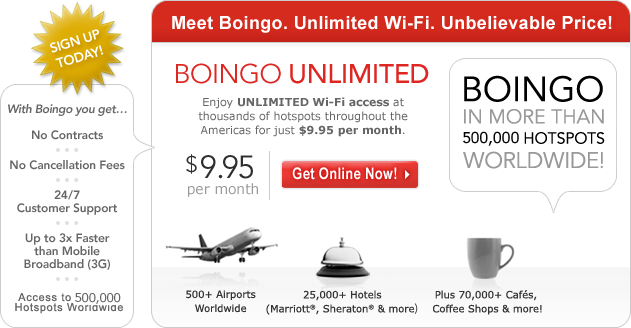 SIGN UP
TODAY!
With Boingo you get...
No Contracts
No Cancellation Fees
24/7
Customer Support
Up to 3x Faster
than Mobile
Broadband (3G)
Access to 500,000
Hotspots Worldwide
Meet Boingo. Unlimited Wi-Fi. Unbelievable Price!
BOINGO UNLIMITED
Enjoy UNLIMITED Wi-Fi access at
thousands of hotspots throughout the
Americas for just $9.95 per month.
$9.95
per month
Get Online Now!
BOINGO
IN MORE THAN
500,000 HOTSPOTS
WORLDWIDE!
500+ Airports
Worldwide
25,000+ Hotels
(Marriott®, Sheraton® & more)
Plus 70,000+ Cafés,
Coffee Shops & more!